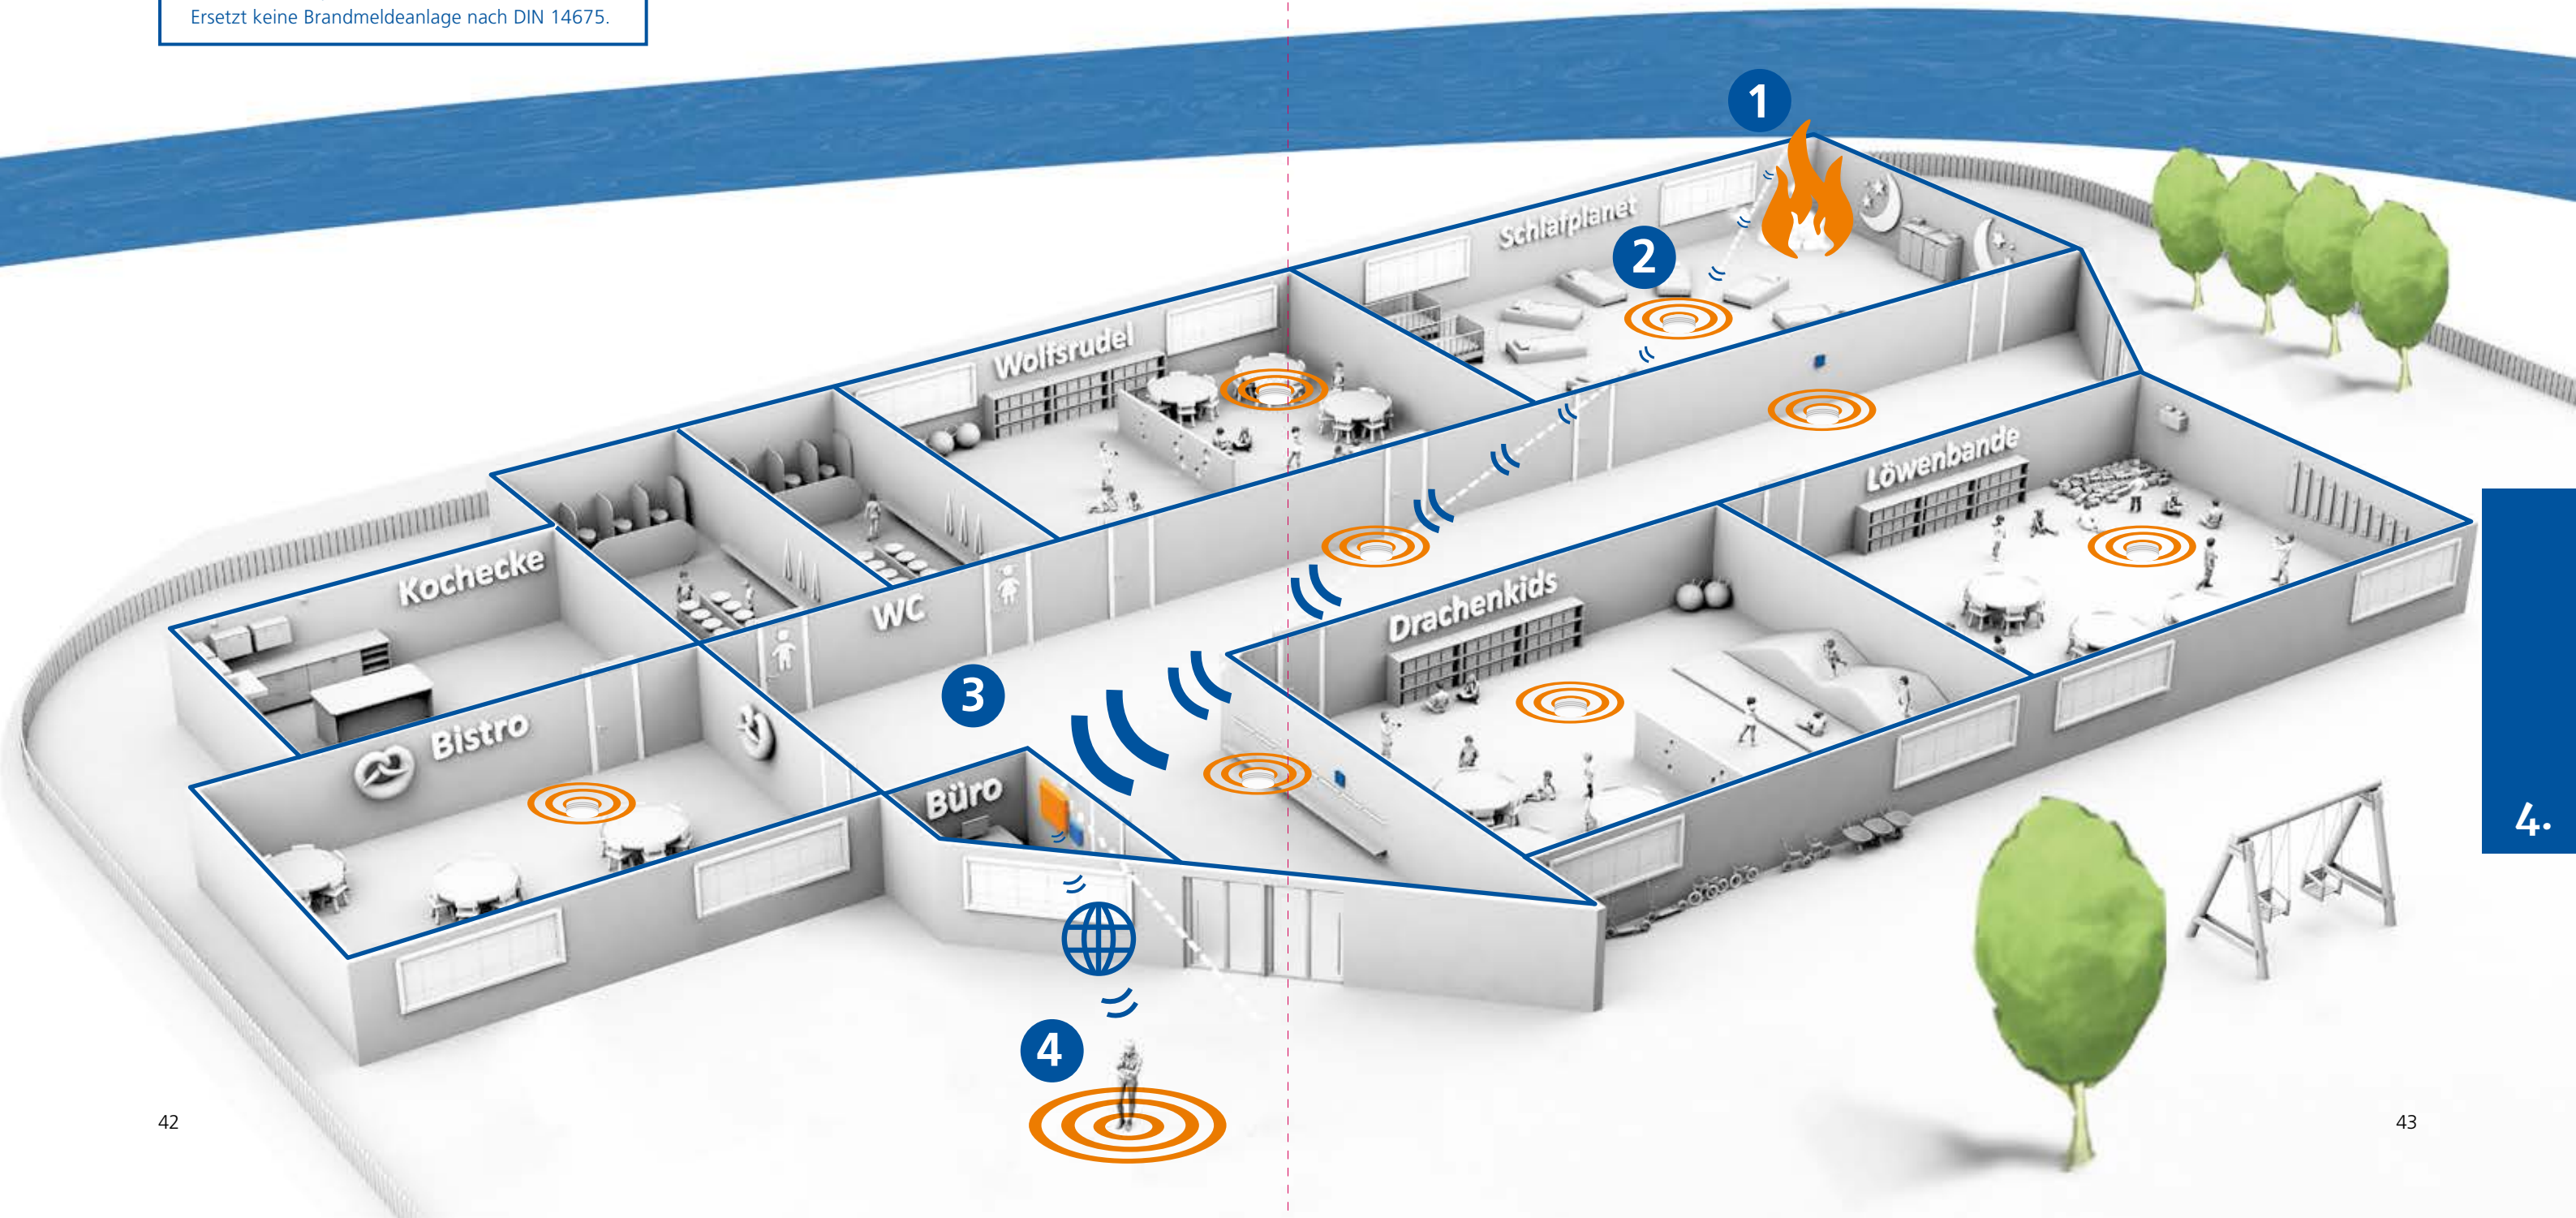 Ersetzt keine Brandmeldeanlage nach DIN 14675.
1
Schlafplanet
2
Wolfsrudel
Löwenbande
Kochecke
Drachenkids
WC
3
Bistro
Büro
4.
4
42
43